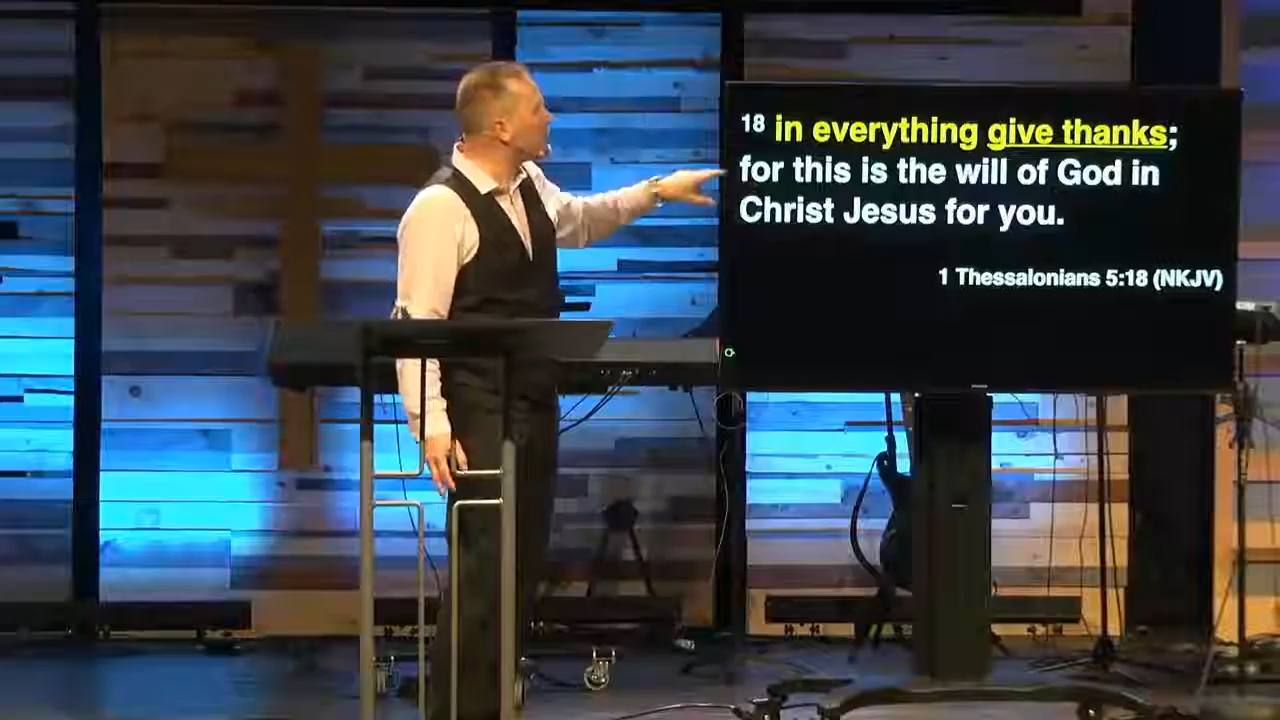 18 in everything give thanks;
for this is the will of God in
Christ Jesus for you.
1 Thessalonians 5:18 (NKJV)